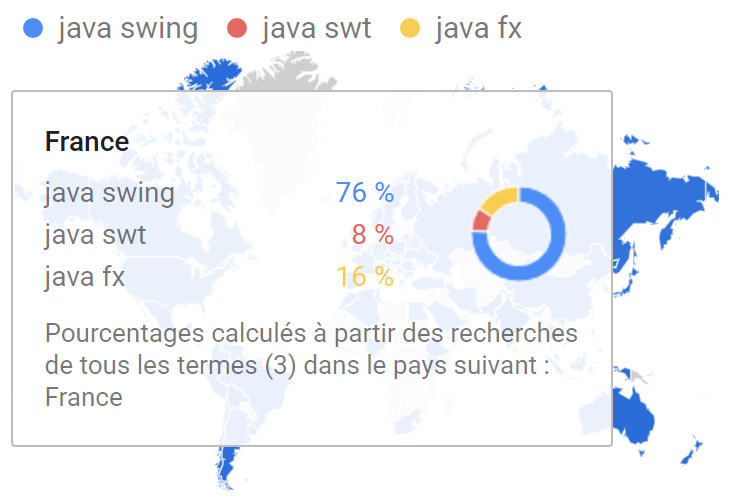 java swing java swt java fx
France
java swing 76 %
java swt 8 %
java fx 16 %
Pourcentages calculés à partir des recherches
de tous les termes (3) dans le pays suivant :
France